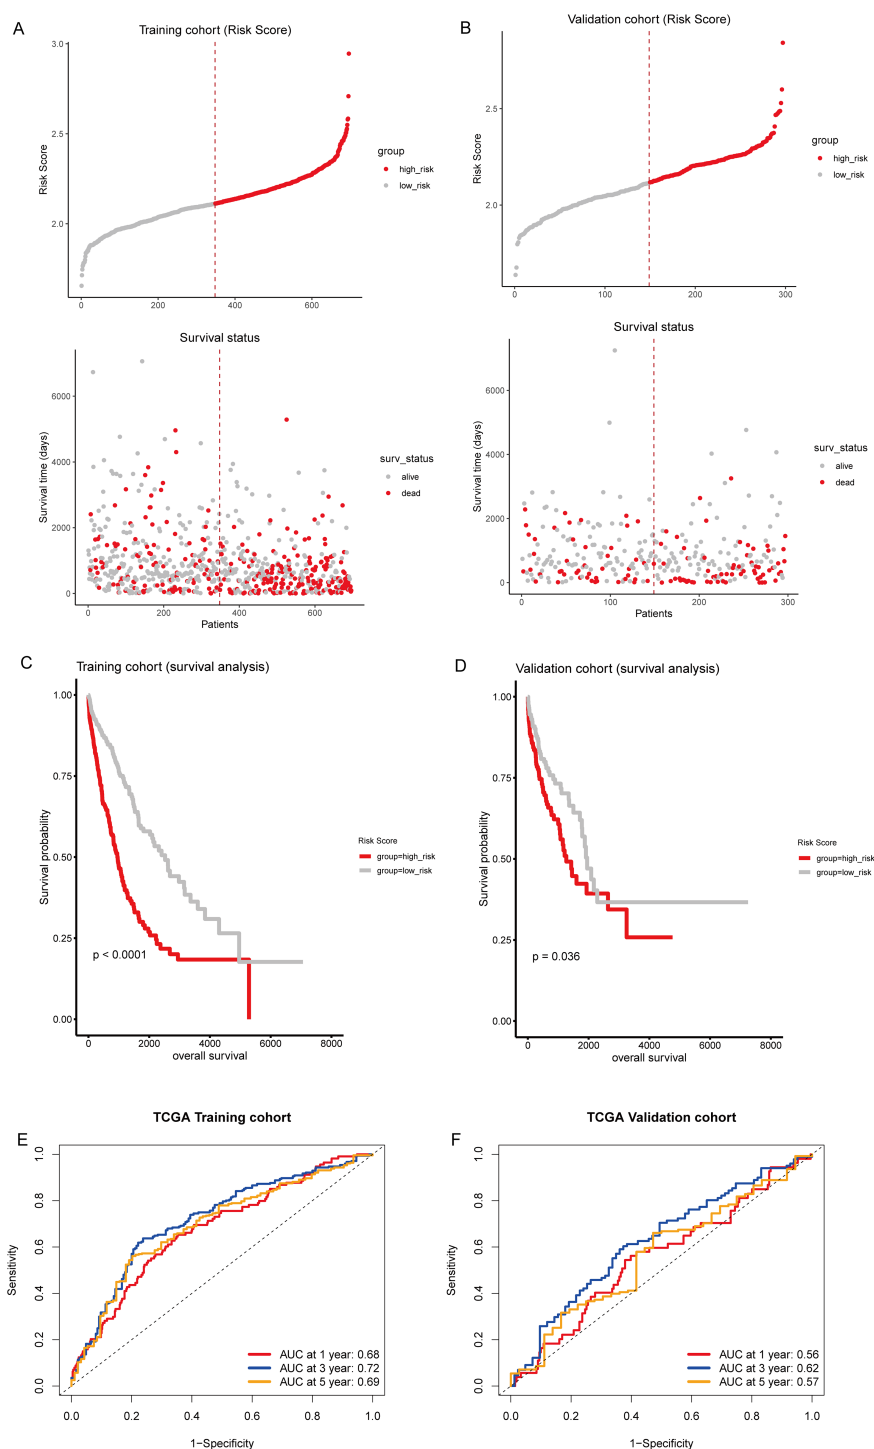 A
Training cohort (Risk Score)
3.0
2.5
2.0
Risk Score
0
200
400
600
group
high_risk
low_risk
B
Validation cohort (Risk Score)
2.5
2.0
Risk Score
0
100
200
300
group
high_risk
low_risk
Survival status
6000
4000
2000
0
Survival time (days)
0
200
400
600
Patients
surv_status
alive
dead
Survival status
6000
4000
2000
0
Survival time (days)
0
100
200
300
Patients
surv_status
alive
dead
C
Training cohort (survival analysis)
1.00
0.75
0.50
0.25
0.00
Survival probability
p < 0.0001
0
2000
4000
6000
8000
overall survival
Risk Score
group=high_risk
group=low_risk
D
Validation cohort (survival analysis)
1.00
0.75
0.50
0.25
0.00
Survival probability
p = 0.036
0
2000
4000
6000
8000
overall survival
Risk Score
group=high_risk
group=low_risk
E
TCGA Training cohort
1.0
0.8
0.6
0.4
0.2
0.0
Sensitivity
AUC at 1 year: 0.68
AUC at 3 year: 0.72
AUC at 5 year: 0.69
0.0
0.2
0.4
0.6
0.8
1.0
1−Specificity
F
TCGA Validation cohort
1.0
0.8
0.6
0.4
0.2
0.0
Sensitivity
AUC at 1 year: 0.56
AUC at 3 year: 0.62
AUC at 5 year: 0.57
0.0
0.2
0.4
0.6
0.8
1.0
1−Specificity